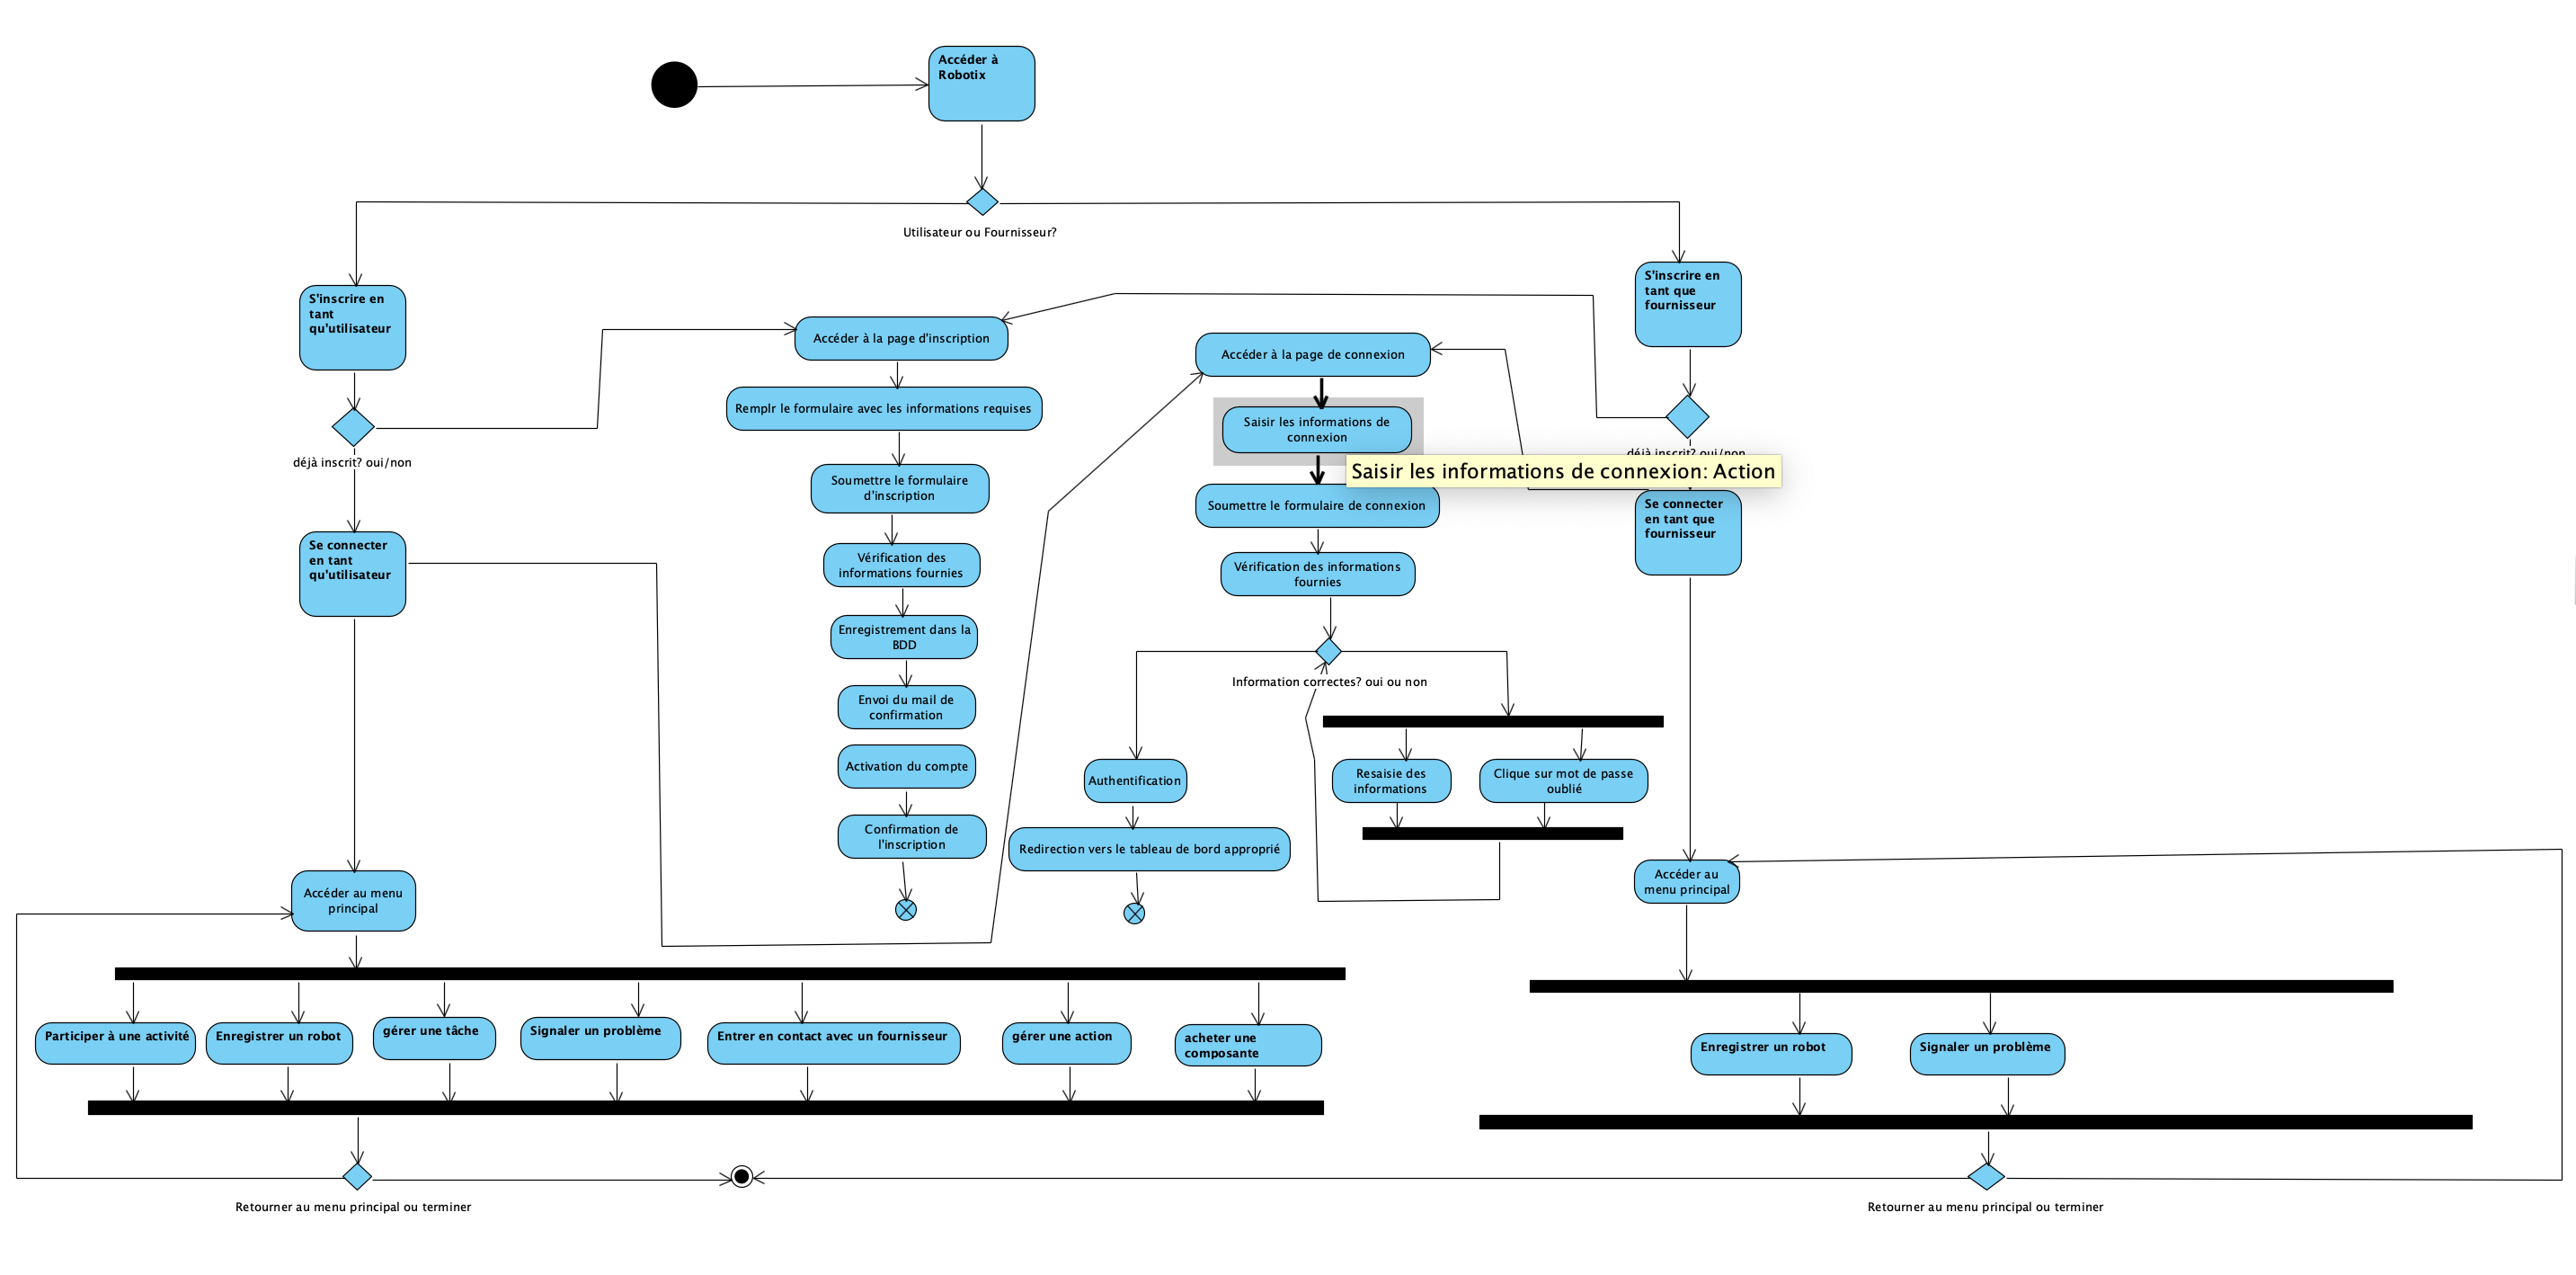 Accéder à
Robotix
Utilisateur ou Fournisseur?
S'inscrire en
tant
qu'utilisateur
S'inscrire en
tant que
fournisseur
Accéder à la page d'inscription
Accéder à la page de connexion
Remplr le formulaire avec les informations requises
Saisir les informations de
connexion
déjà inscrit? oui/non
déjà inscrit? oui/non
Saisir les informations de connexion: Action
Soumettre le formulaire
d'inscription
Soumettre le formulaire de connexion
Se connecter
en tant que
fournisseur
Se connecter
en tant
qu'utilisateur
Vérification des
informations fournies
Vérification des informations
fournies
Enregistrement dans la
BDD
Information correctes? oui ou non
Envoi du mail de
confirmation
Activation du compte
Authentification
Resaisie des
informations
Clique sur mot de passe
oublié
Confirmation de
l'inscription
Redirection vers le tableau de bord approprié
Accéder au menu
principal
Accéder au
menu principal
Participer à une activité
Enregistrer un robot
gérer une tâche
Signaler un problème
Entrer en contact avec un fournisseur
gérer une action
acheter une
composante
Enregistrer un robot
Signaler un problème
Retourner au menu principal ou terminer
Retourner au menu principal ou terminer